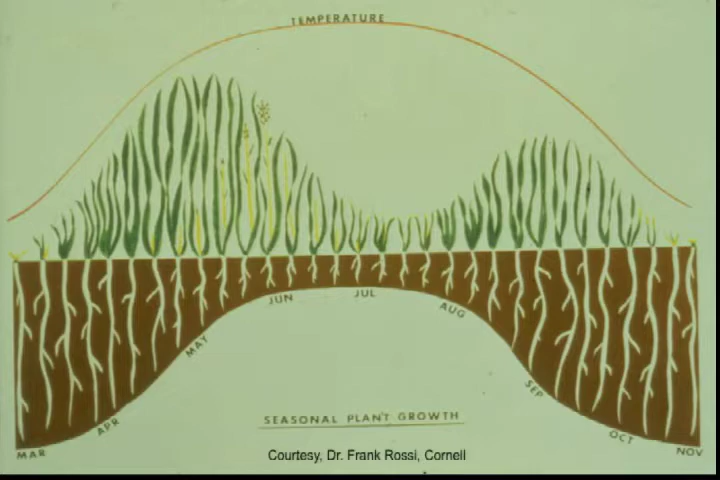 TEMPERATURE
JUN
JUL
AUG
MAY
SEP
APR
OCT
MAR
NOV
SEASONAL PLANT GROWTH
Courtesy, Dr. Frank Rossi, Cornell